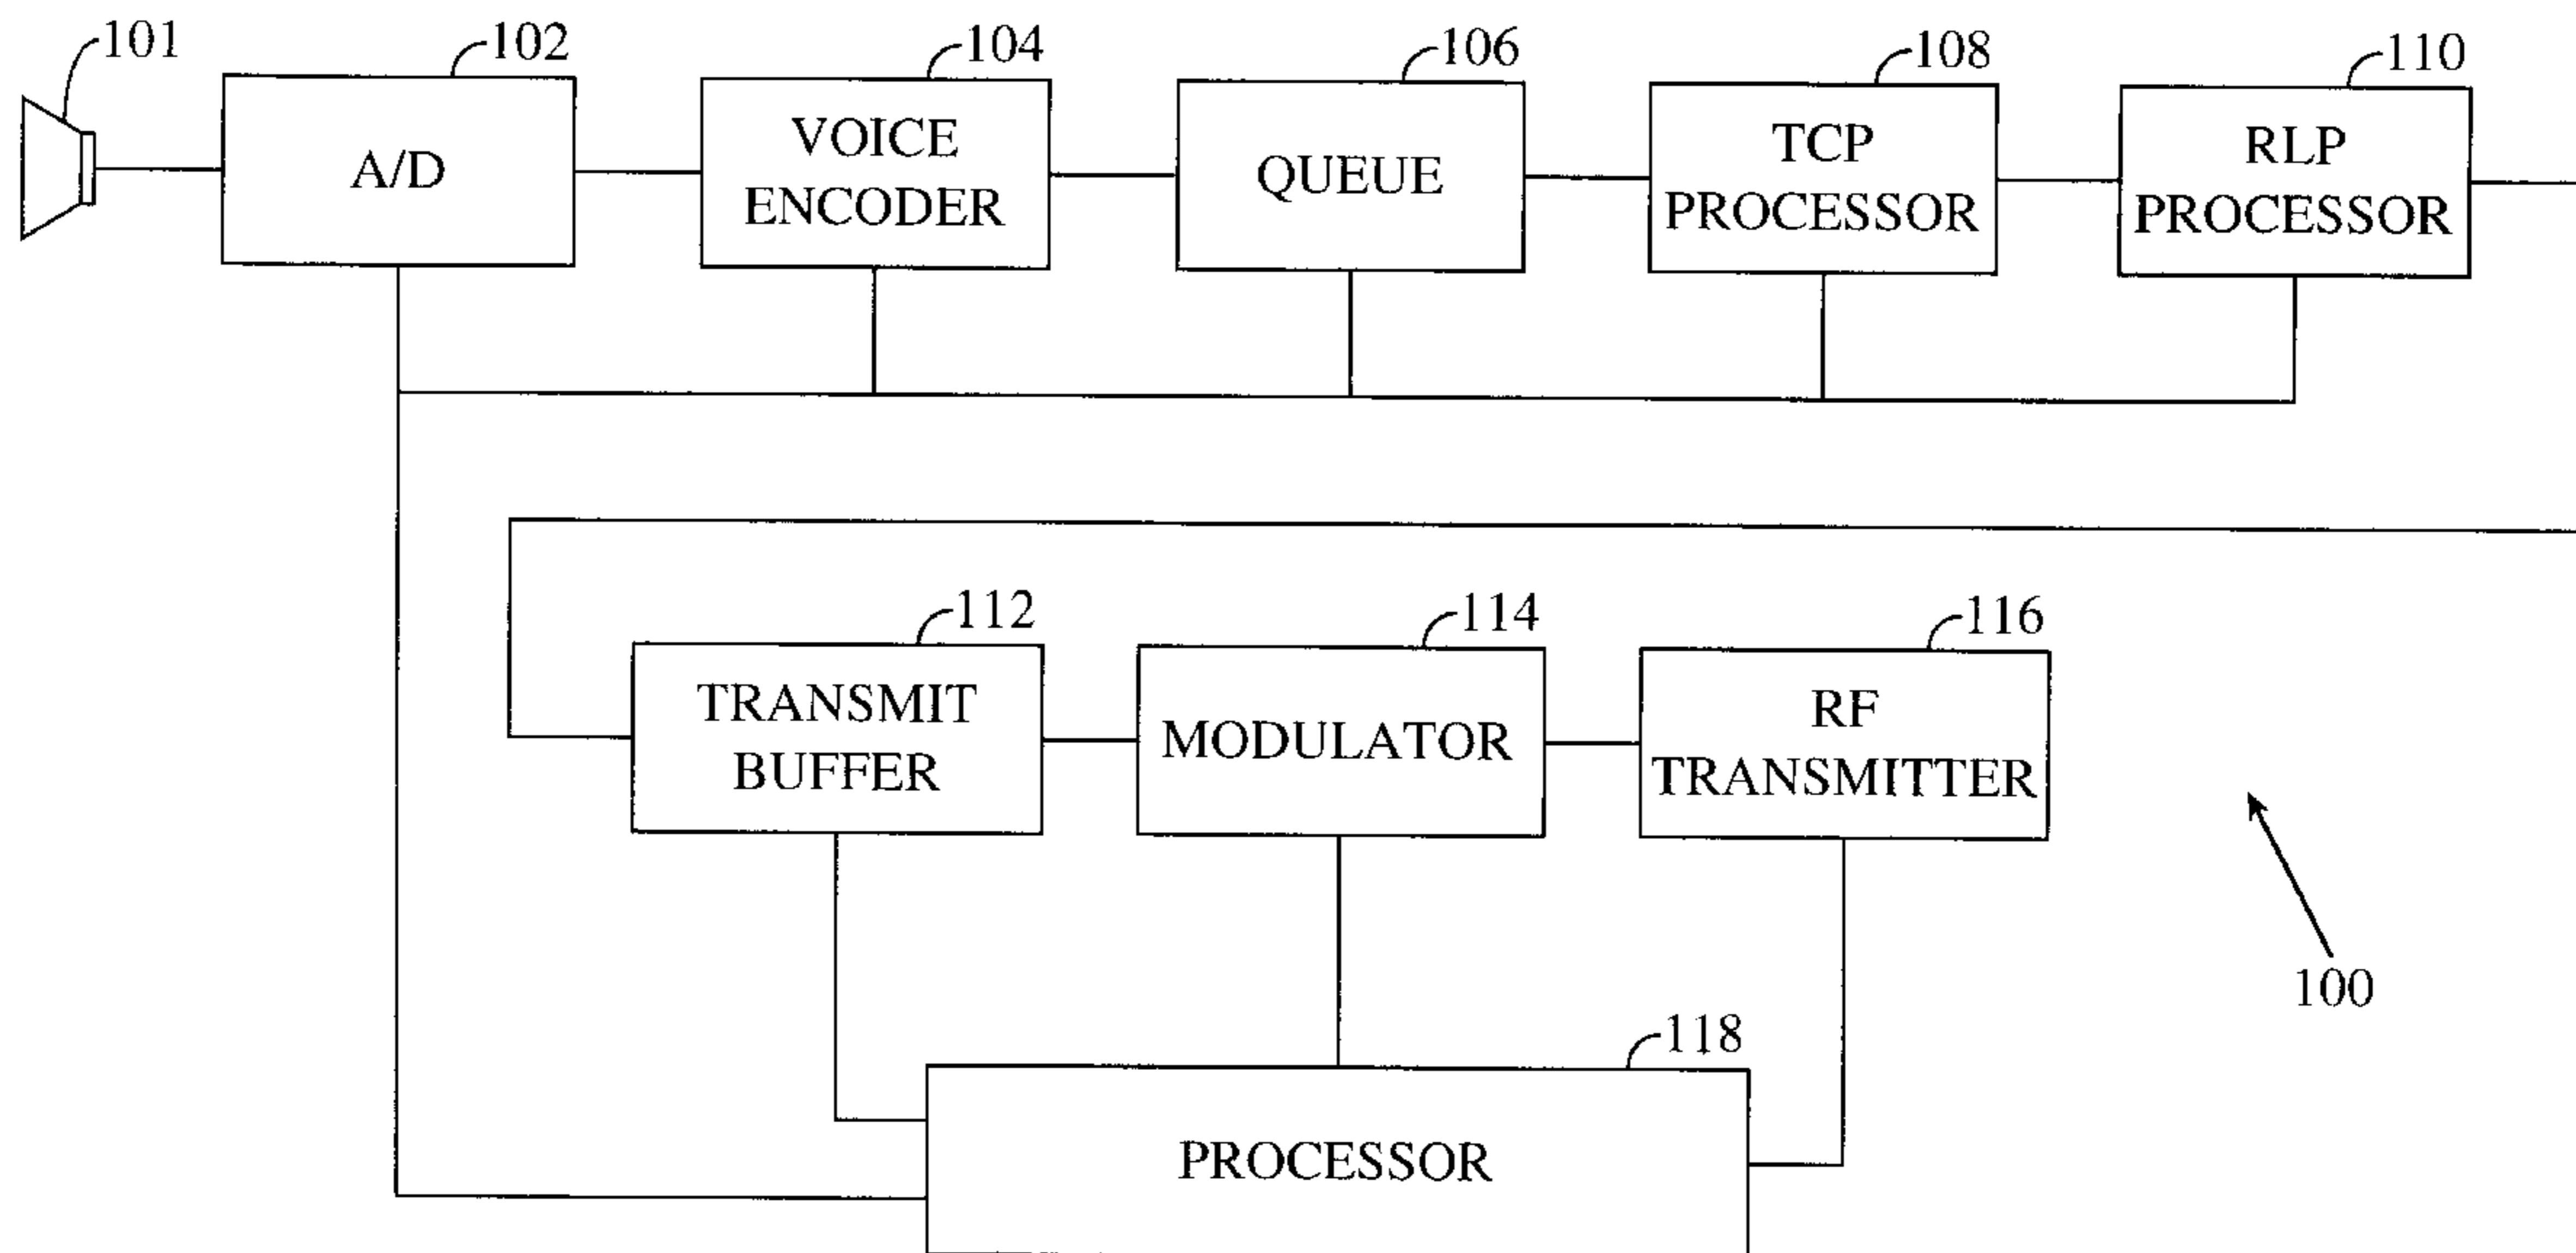 101
102
104
106
108
110
A/D
VOICE
ENCODER
QUEUE
TCP
PROCESSOR
RLP
PROCESSOR
112
114
116
TRANSMIT
BUFFER
MODULATOR
RF
TRANSMITTER
100
118
PROCESSOR